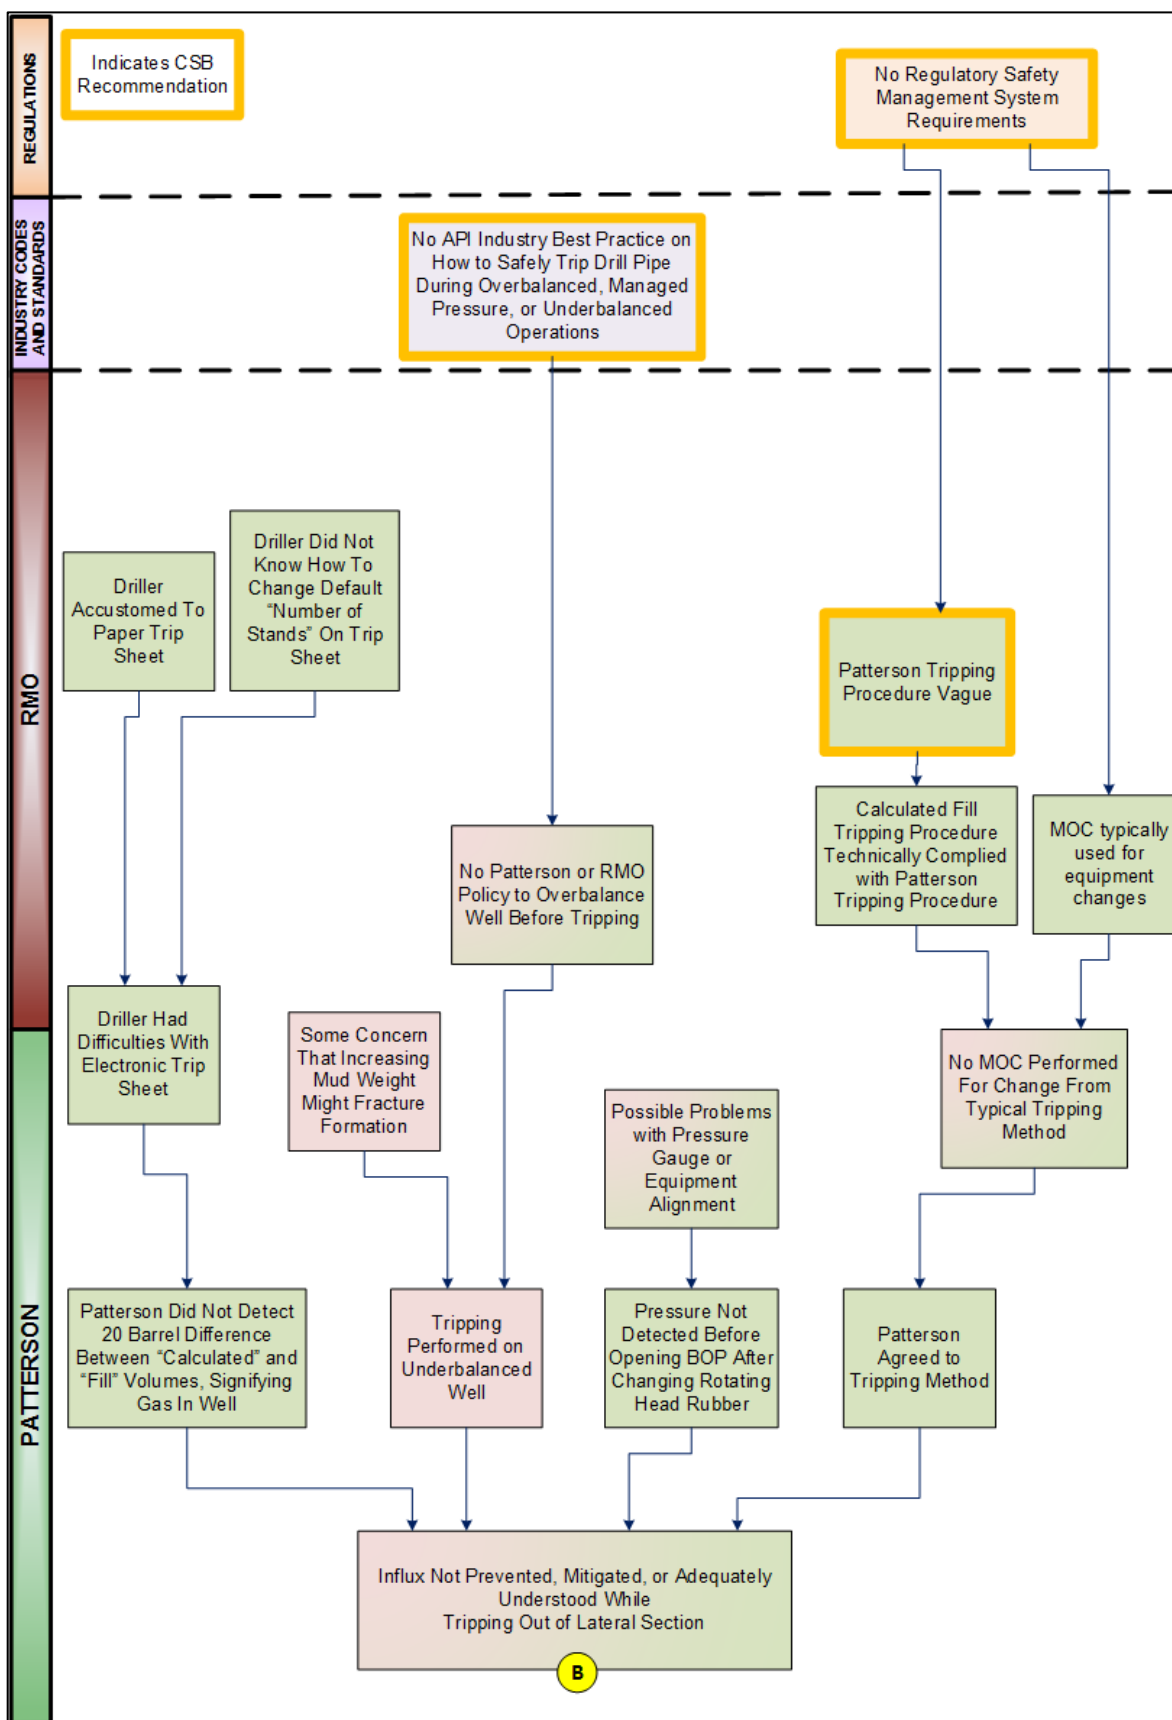 REGULATIONS
Indicates CSB
Recommendation
No Regulatory Safety
Management System
Requirements
INDUSTRY CODES
AND STANDARDS
No API Industry Best Practice on
How to Safely Trip Drill Pipe
During Overbalanced, Managed
Pressure, or Underbalanced
Operations
RMO
Driller
Accustomed To
Paper Trip
Sheet
Driller Did Not
Know How To
Change Default
“Number of
Stands” On Trip
Sheet
Patterson Tripping
Procedure Vague
No Patterson or RMO
Policy to Overbalance
Well Before Tripping
Calculated Fill
Tripping Procedure
Technically Complied
with Patterson
Tripping Procedure
MOC typically
used for
equipment
changes
Driller Had
Difficulties With
Electronic Trip
Sheet
Some Concern
That Increasing
Mud Weight
Might Fracture
Formation
Possible Problems
with Pressure
Gauge or
Equipment
Alignment
No MOC Performed
For Change From
Typical Tripping
Method
PATTERSON
Patterson Did Not Detect
20 Barrel Difference
Between “Calculated” and
“Fill” Volumes, Signifying
Gas In Well
Tripping
Performed on
Underbalanced
Well
Pressure Not
Detected Before
Opening BOP After
Changing Rotating
Head Rubber
Patterson
Agreed to
Tripping Method
Influx Not Prevented, Mitigated, or Adequately
Understood While
Tripping Out of Lateral Section
B